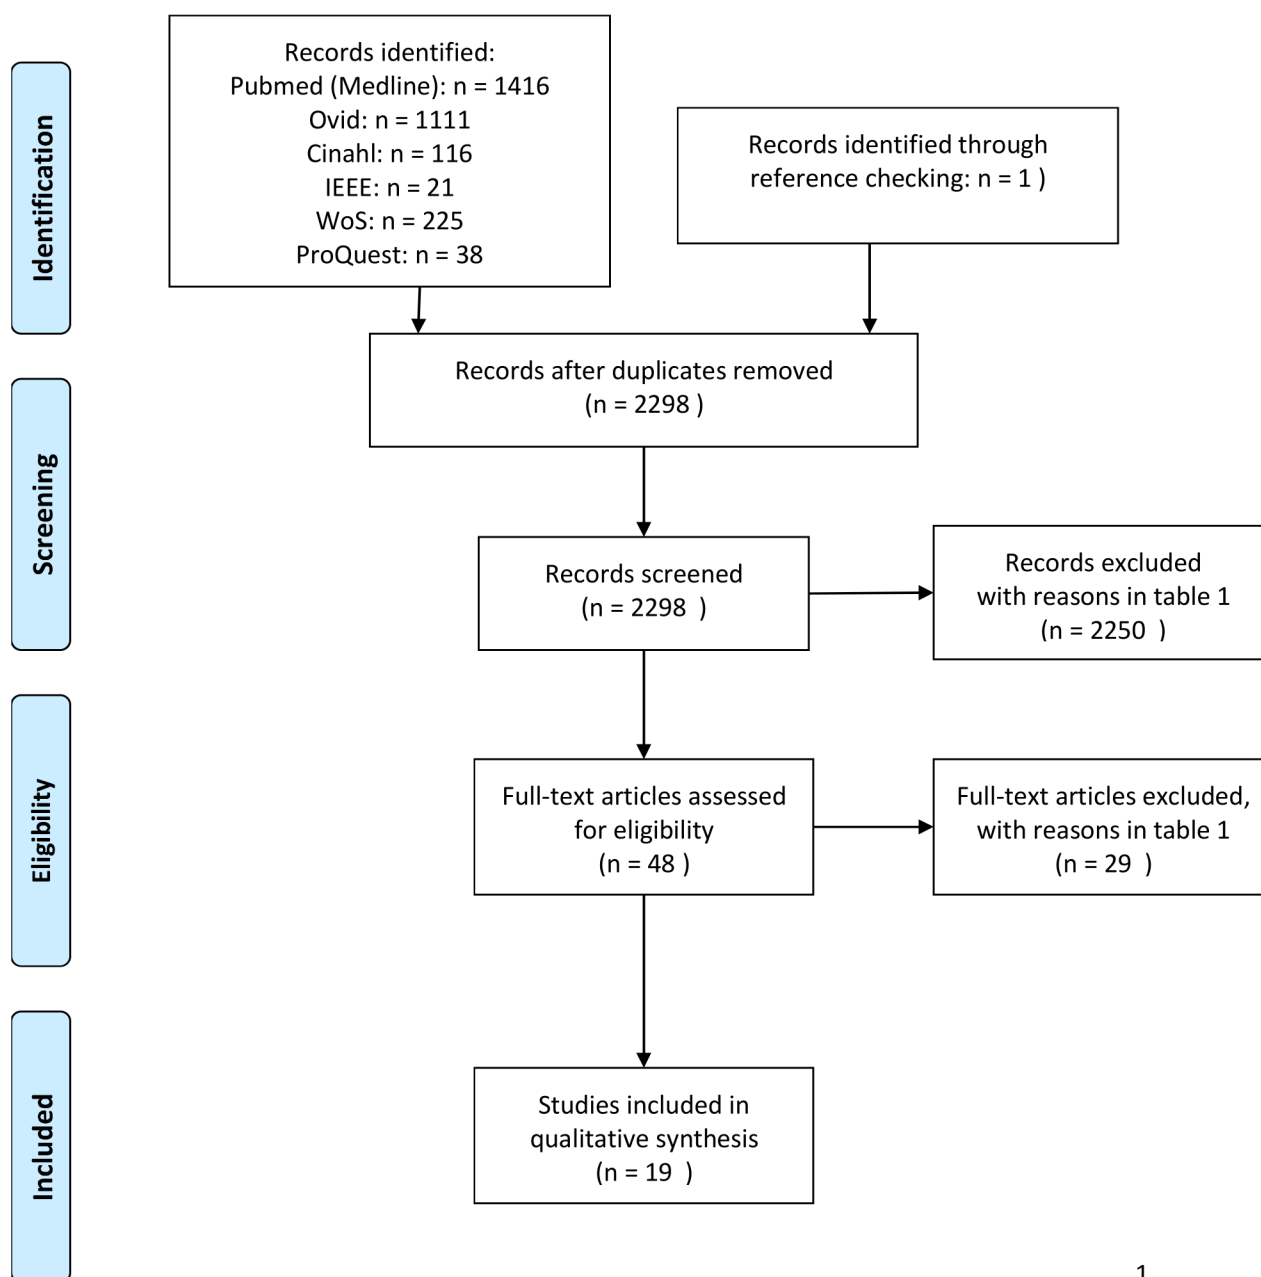 Identification
Records identified:
Pubmed (Medline): n = 1416
Ovid: n = 1111
Cinahl: n = 116
IEEE: n = 21
WoS: n = 225
ProQuest: n = 38
Records identified through
reference checking: n = 1 )
Records after duplicates removed
(n = 2298 )
Screening
Records screened
(n = 2298 )
Records excluded
with reasons in table 1
(n = 2250 )
Eligibility
Full-text articles assessed
for eligibility
(n = 48 )
Full-text articles excluded,
with reasons in table 1
(n = 29 )
Included
Studies included in
qualitative synthesis
(n = 19 )
1